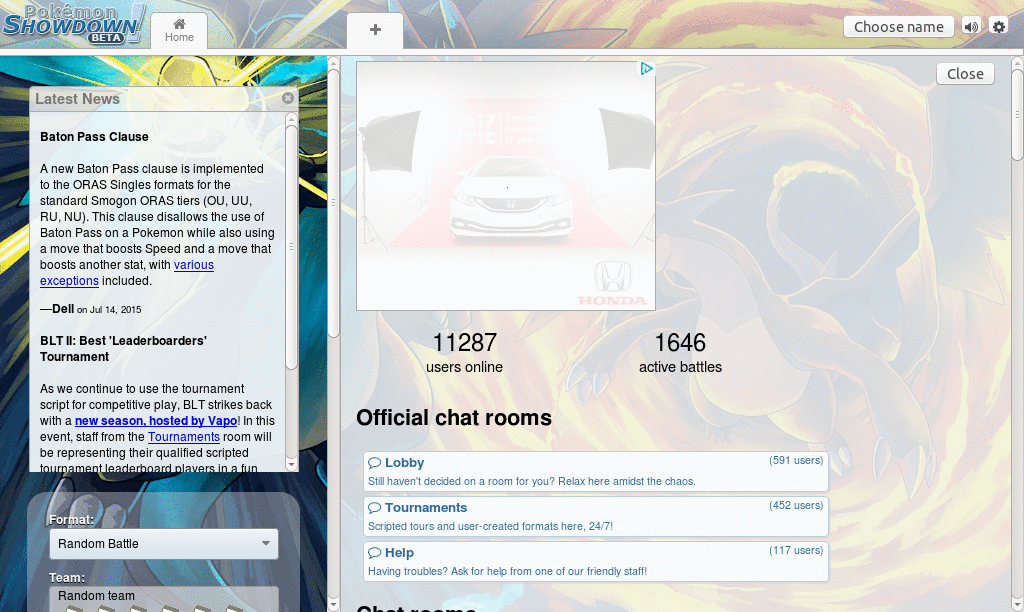 Pokémon
SHOWDOWN!
BETA
Home
Choose name
Latest News
Baton Pass Clause
A new Baton Pass clause is implemented
to the ORAS Singles formats for the
standard Smogon ORAS tiers (OU, UU,
RU, NU). This clause disallows the use of
Baton Pass on a Pokemon while also using
a move that boosts Speed and a move that
boosts another stat, with various
exceptions included.
—Dell on Jul 14, 2015
BLT II: Best 'Leaderboarders'
Tournament
As we continue to use the tournament
script for competitive play, BLT strikes back
with a new season, hosted by Vapo! In this
event, staff from the Tournaments room will
be representing their qualified scripted
tournament leaderboard players in a fun
Format:
Random Battle
Team:
Random team
Close
CIVIC
HONDA
11287
users online
1646
active battles
Official chat rooms
Lobby (591 users)
Still haven't decided on a room for you? Relax here amidst the chaos.
Tournaments (452 users)
Scripted tours and user-created formats here, 24/7!
Help (117 users)
Having troubles? Ask for help from one of our friendly staff!
Chat rooms